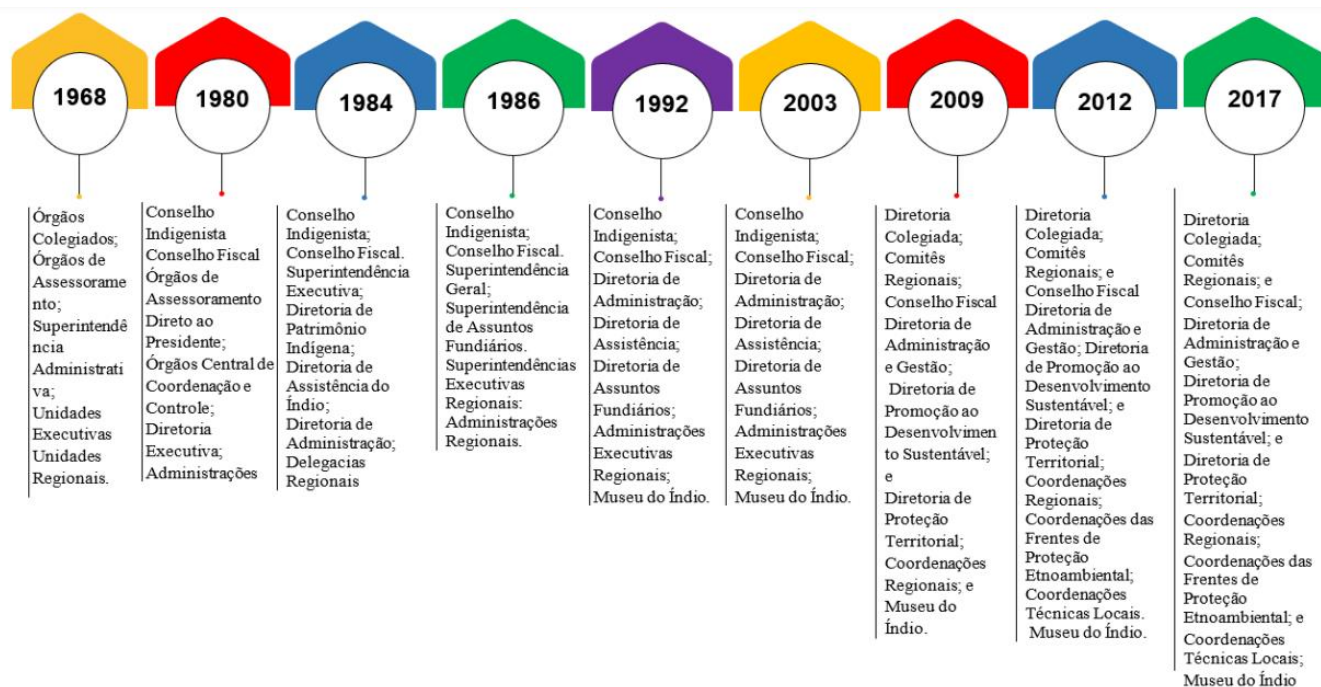 1968
Órgãos
Colegiados;
Órgãos de
Assessorame
nto;
Superintendê
ncia
Administrati
va;
Unidades
Executivas
Unidades
Regionais.
1980
Conselho
Indigenista
Conselho Fiscal
Órgãos de
Assessoramento
Direto ao
Presidente;
Órgãos Central de
Coordenação e
Controle;
Diretoria
Executiva;
Administrações
1984
Conselho
Indigenista;
Conselho Fiscal.
Superintendência
Executiva;
Diretoria de
Patrimônio
Indígena;
Diretoria de
Assistência do
Índio;
Diretoria de
Administração;
Delegacias
Regionais
1986
Conselho
Indigenista;
Conselho Fiscal.
Superintendência
Geral;
Superintendência
de Assuntos
Fundiários.
Superintendências
Executivas
Regionais:
Administrações
Regionais.
1992
Conselho
Indigenista;
Conselho Fiscal;
Diretoria de
Administração;
Diretoria de
Assistência;
Diretoria de
Assuntos
Fundiários;
Administrações
Executivas
Regionais;
Museu do Índio.
2003
Conselho
Indigenista;
Conselho Fiscal;
Diretoria de
Administração;
Diretoria de
Assistência;
Diretoria de
Assuntos
Fundiários;
Administrações
Executivas
Regionais;
Museu do Índio.
2009
Diretoria
Colegiada;
Comitês
Regionais;
Conselho Fiscal
Diretoria de
Administração
e Gestão;
Diretoria de
Promoção ao
Desenvolvimen
to Sustentável;
e
Diretoria de
Proteção
Territorial;
Coordenações
Regionais; e
Museu do
Índio.
2012
Diretoria
Colegiada;
Comitês
Regionais; e
Conselho Fiscal
Diretoria de
Administração e
Gestão; Diretoria
de Promoção ao
Desenvolvimento
Sustentável; e
Diretoria de
Proteção
Territorial;
Coordenações
Regionais;
Coordenações das
Frentes de
Proteção
Etnoambiental;
Coordenações
Técnicas Locais.
Museu do Índio.
2017
Diretoria
Colegiada;
Comitês
Regionais; e
Conselho Fiscal;
Diretoria de
Administração e
Gestão;
Diretoria de
Promoção ao
Desenvolvimento
Sustentável; e
Diretoria de
Proteção
Territorial;
Coordenações
Regionais;
Coordenações das
Frentes de
Proteção
Etnoambiental; e
Coordenações
Técnicas Locais;
Museu do Índio